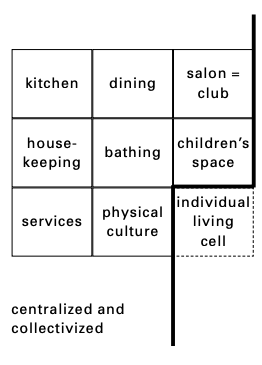 kitchen
dining
salon =
club
house-
keeping
bathing
children's
space
services
physical
culture
individual
living
cell
centralized and
collectivized